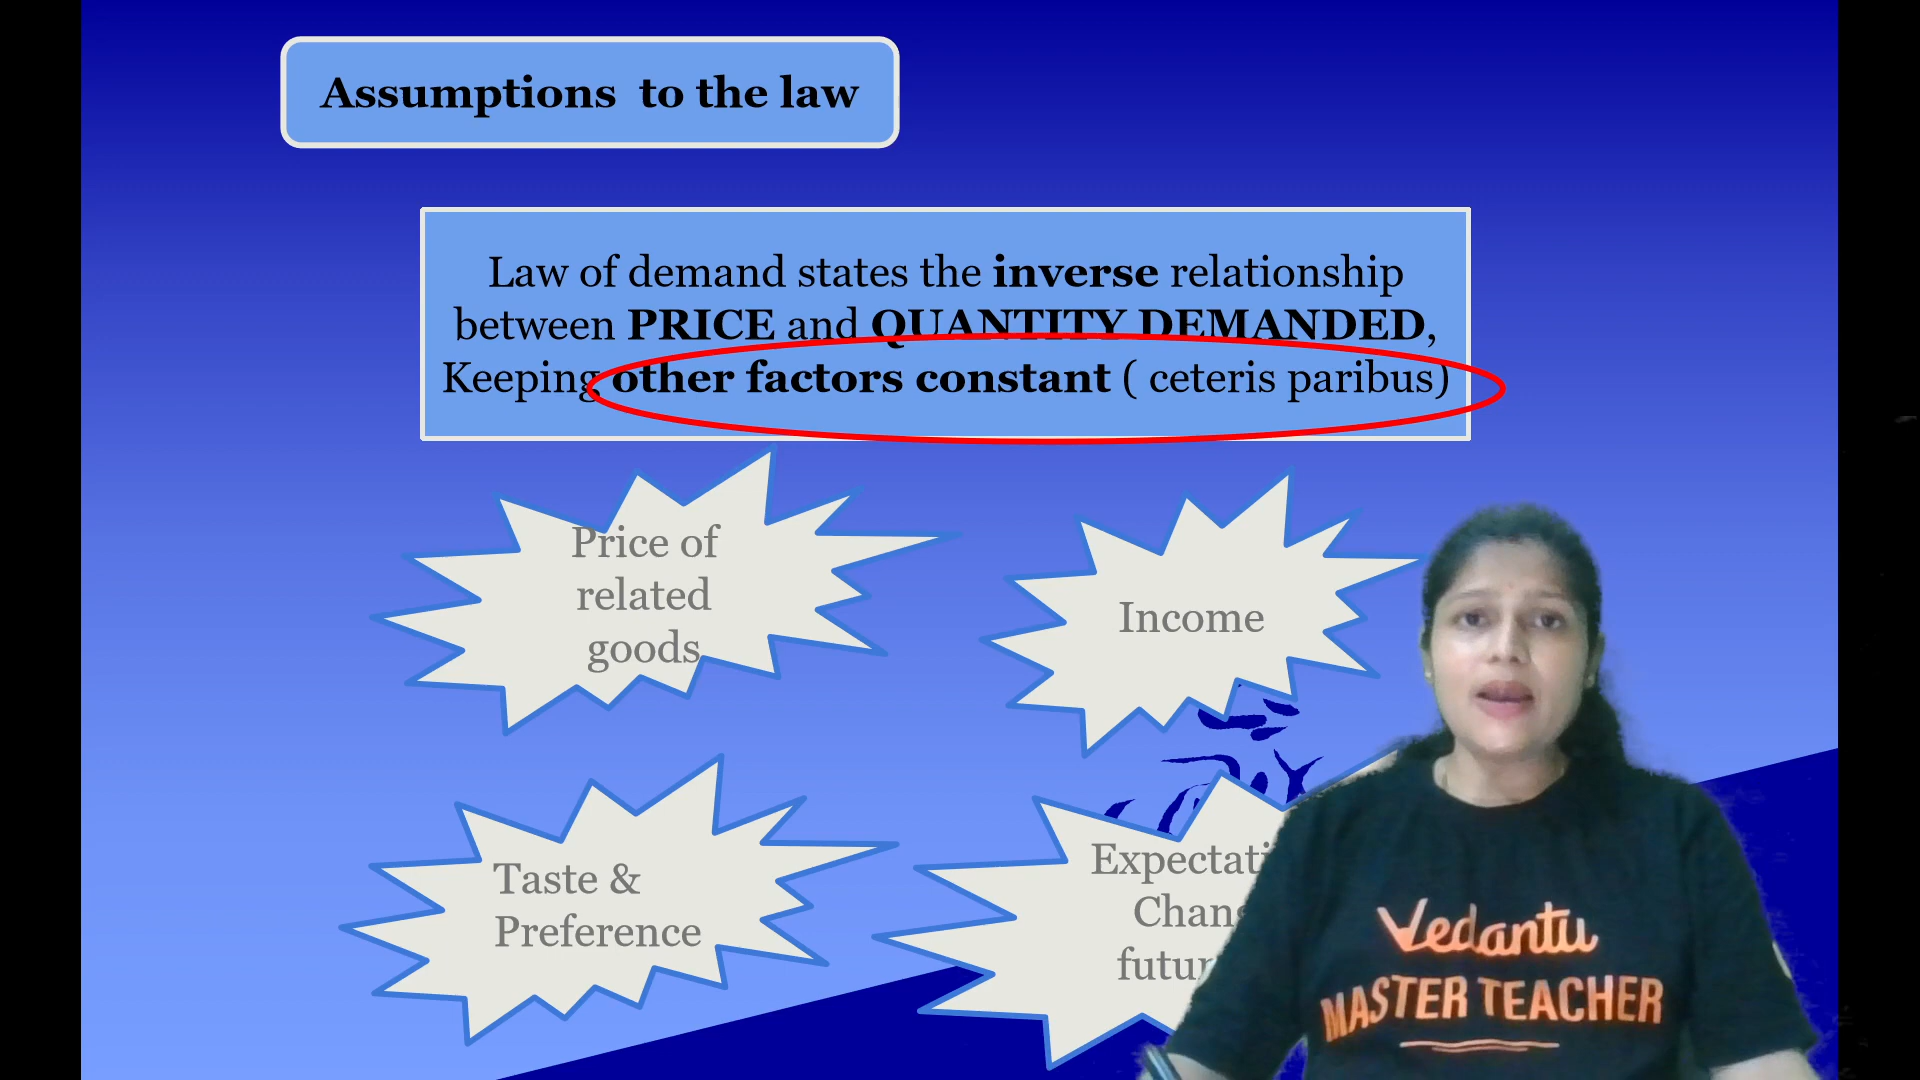 Assumptions to the law
Law of demand states the inverse relationship
between PRICE and QUANTITY DEMANDED,
Keeping other factors constant ( ceteris paribus)
Price of
related
goods
Income
Taste &
Preference
Vedantu
MASTER TEACHER